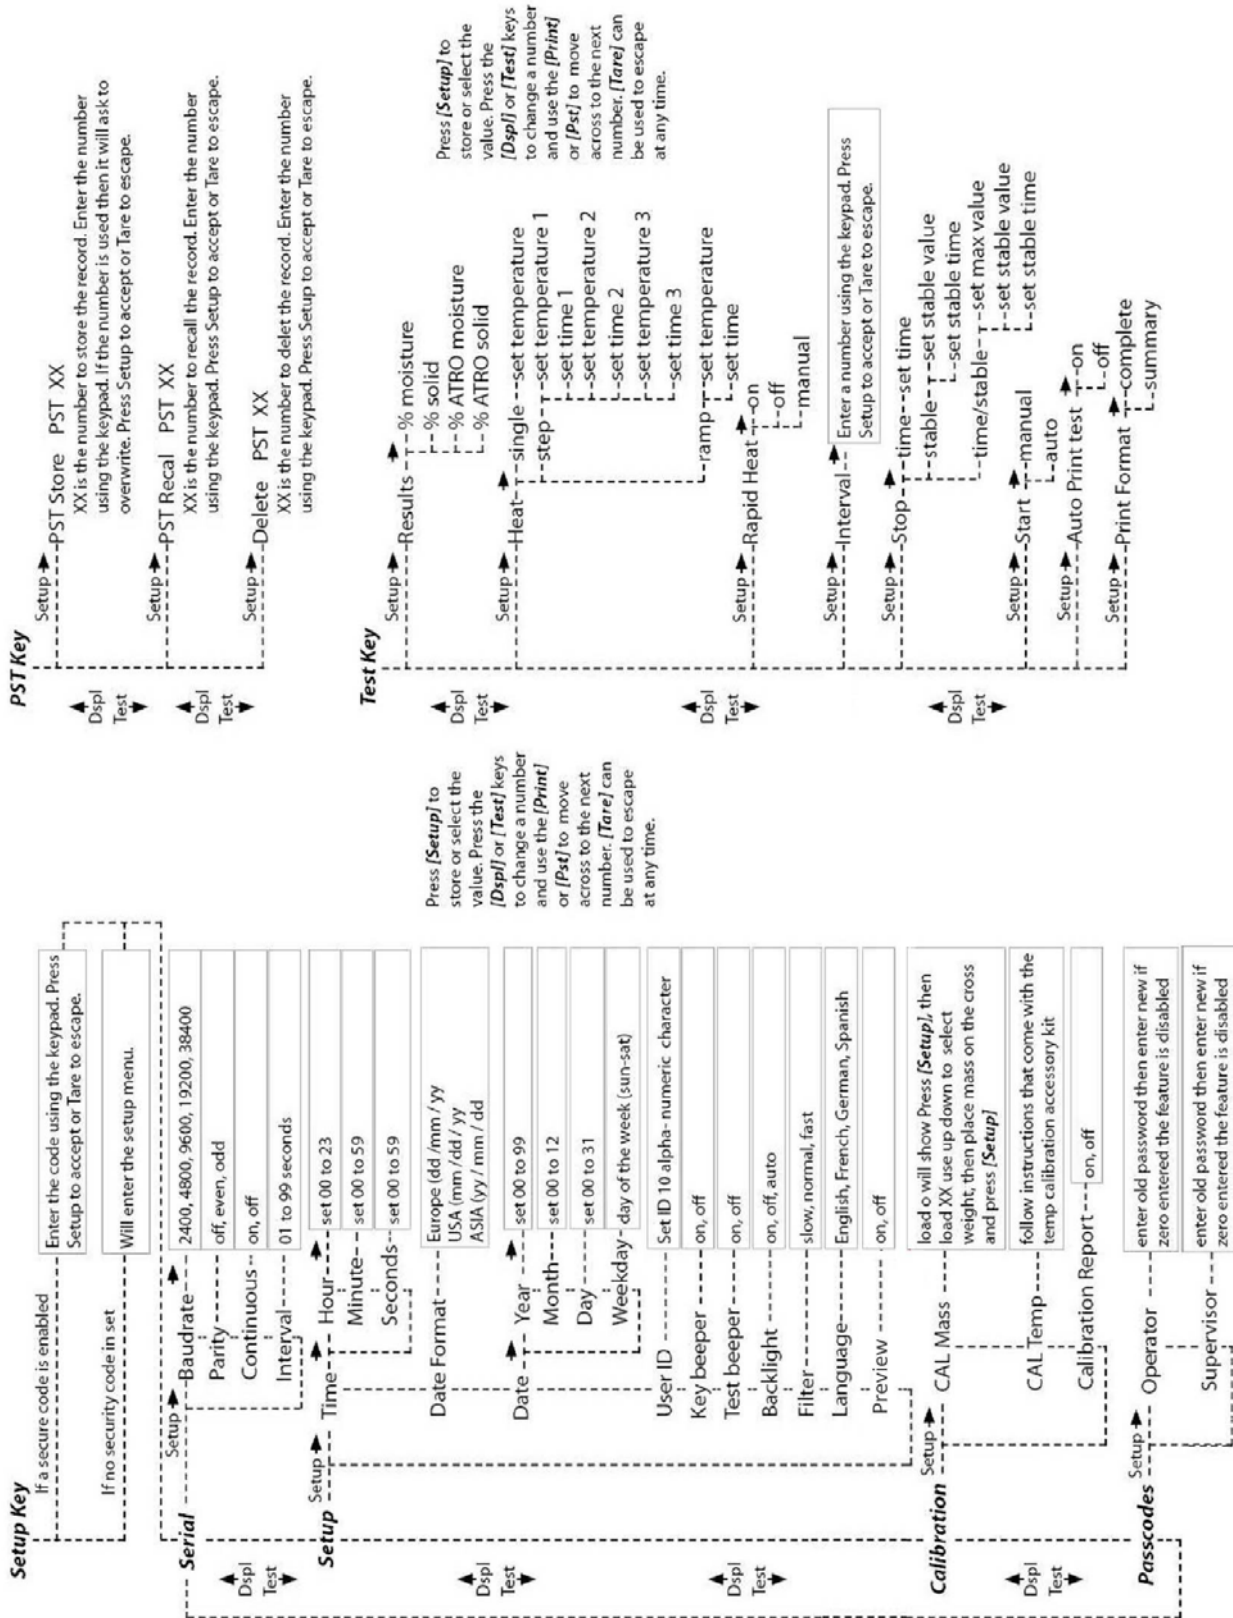 Setup Key
If a secure code is enabled
Enter the code using the keypad. Press
Setup to accept or Tare to escape.
If no security code in set
Will enter the setup menu.
Serial
Setup
Baudrate
2400, 4800, 9600, 19200, 38400
Parity
off, even, odd
Continuous
on, off
Interval
01 to 99 seconds
Dspl
Test
Setup
Setup
Time
Hour
set 00 to 23
Minute
set 00 to 59
Seconds
set 00 to 59
Date Format
Europe (dd /mm / yy
USA (mm /dd / yy
ASIA (yy / mm / dd
Dspl
Test
Date
Year
set 00 to 99
Month
set 00 to 12
Day
set 00 to 31
Weekday
day of the week (sun-sat)
User ID
Set ID 10 alpha- numeric character
Key beeper
on, off
Test beeper
on, off
Backlight
on, off, auto
Filter
slow, normal, fast
Language
English, French, German, Spanish
Preview
on, off
Dspl
Test
Press [Setup] to
store or select the
value. Press the
[Dspl] or [Test] keys
to change a number
and use the [Print]
or [Pst] to move
across to the next
number. [Tare] can
be used to escape
at any time.
Calibration
Setup
CAL Mass
load o will show Press [Setup], then
load XX use up down to select
weight, then place mass on the cross
and press [Setup]
CAL Temp
follow instructions that come with the
temp calibration accessory kit
Calibration Report
on, off
Dspl
Test
Passcodes
Setup
Operator
enter old password then enter new if
zero entered the feature is disabled
Supervisor
enter old password then enter new if
zero entered the feature is disabled
PST Key
Setup
PST Store PST XX
XX is the number to store the record. Enter the number
using the keypad. If the number is used then it will ask to
overwrite. Press Setup to accept or Tare to escape.
Dspl
Test
Setup
PST Recal PST XX
XX is the number to recall the record. Enter the number
using the keypad. Press Setup to accept or Tare to escape.
Dspl
Test
Setup
Delete PST XX
XX is the number to delet the record. Enter the number
using the keypad. Press Setup to accept or Tare to escape.
Test Key
Setup
Results
% moisture
% solid
% ATRO moisture
% ATRO solid
Dspl
Test
Setup
Heat
single
set temperature
step
set temperature 1
set time 1
set temperature 2
set time 2
set temperature 3
set time 3
ramp
set temperature
set time
Press [Setup] to
store or select the
value. Press the
[Dspl] or [Test] keys
to change a number
and use the [Print]
or [Pst] to move
across to the next
number. [Tare] can
be used to escape
at any time.
Dspl
Test
Setup
Rapid Heat
on
off
manual
Setup
Interval
Enter a number using the keypad. Press
Setup to accept or Tare to escape.
Setup
Stop
time
set time
stable
set stable value
set stable time
time/stable
set max value
set stable value
set stable time
Dspl
Test
Setup
Start
manual
auto
Setup
Auto Print test
on
off
Setup
Print Format
complete
summary